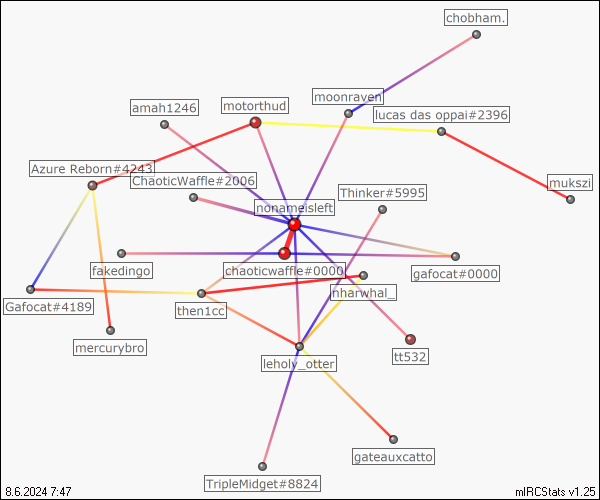 chobham.
moonraven
amah1246
motorthud
lucas das oppai#2396
Azure Reborn#4243
ChaoticWaffle#2006
mukszi
Thinker#5995
nonameisleft
fakedingo
chaoticwaffle#0000
gafocat#0000
nharwhal_
Gafocat#4189
then1cc
mercurybro
leholy_otter
tt532
gateauxcatto
TripleMidget#8824
8.6.2024 7:47
mIRCStats v1.25